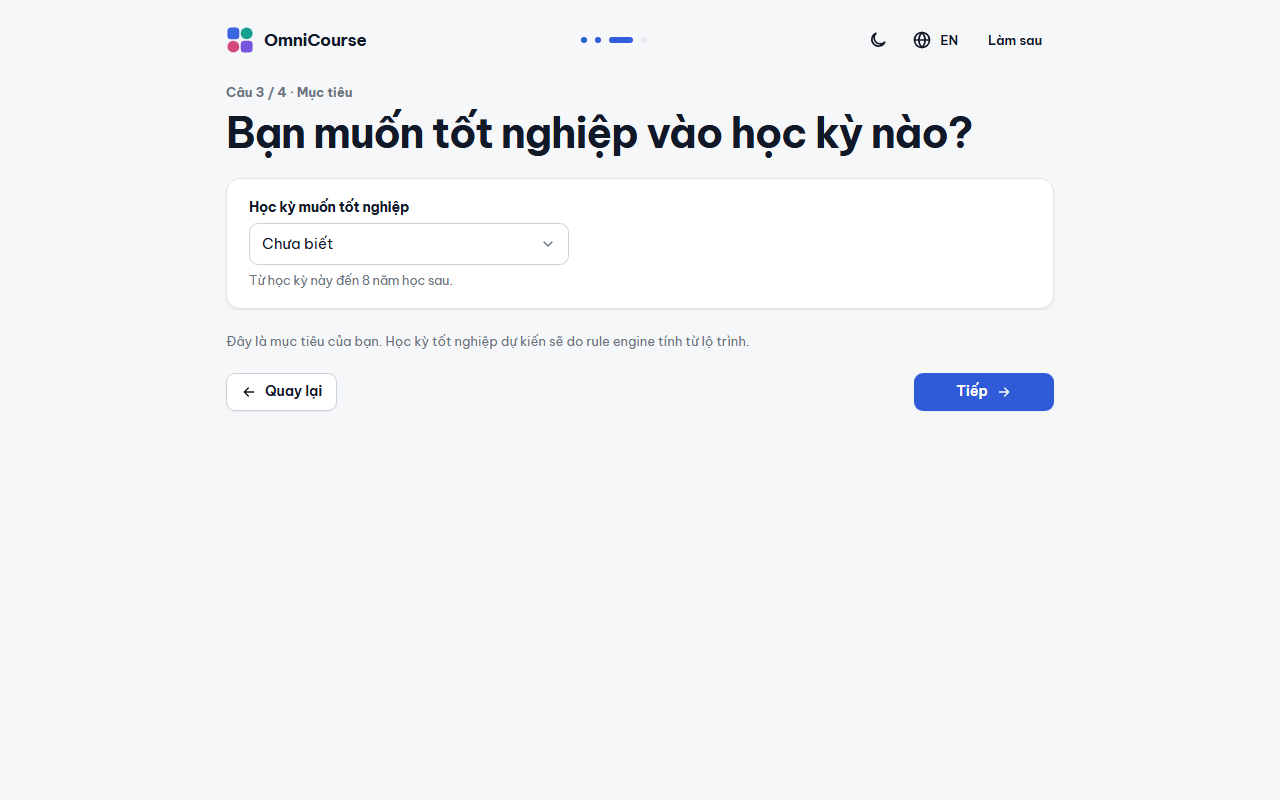 OmniCourse
EN
Làm sau
Câu 3 / 4 · Mục tiêu
Bạn muốn tốt nghiệp vào học kỳ nào?
Học kỳ muốn tốt nghiệp
Chưa biết
Từ học kỳ này đến 8 năm học sau.
Đây là mục tiêu của bạn. Học kỳ tốt nghiệp dự kiến sẽ do rule engine tính từ lộ trình.
Quay lại
Tiếp